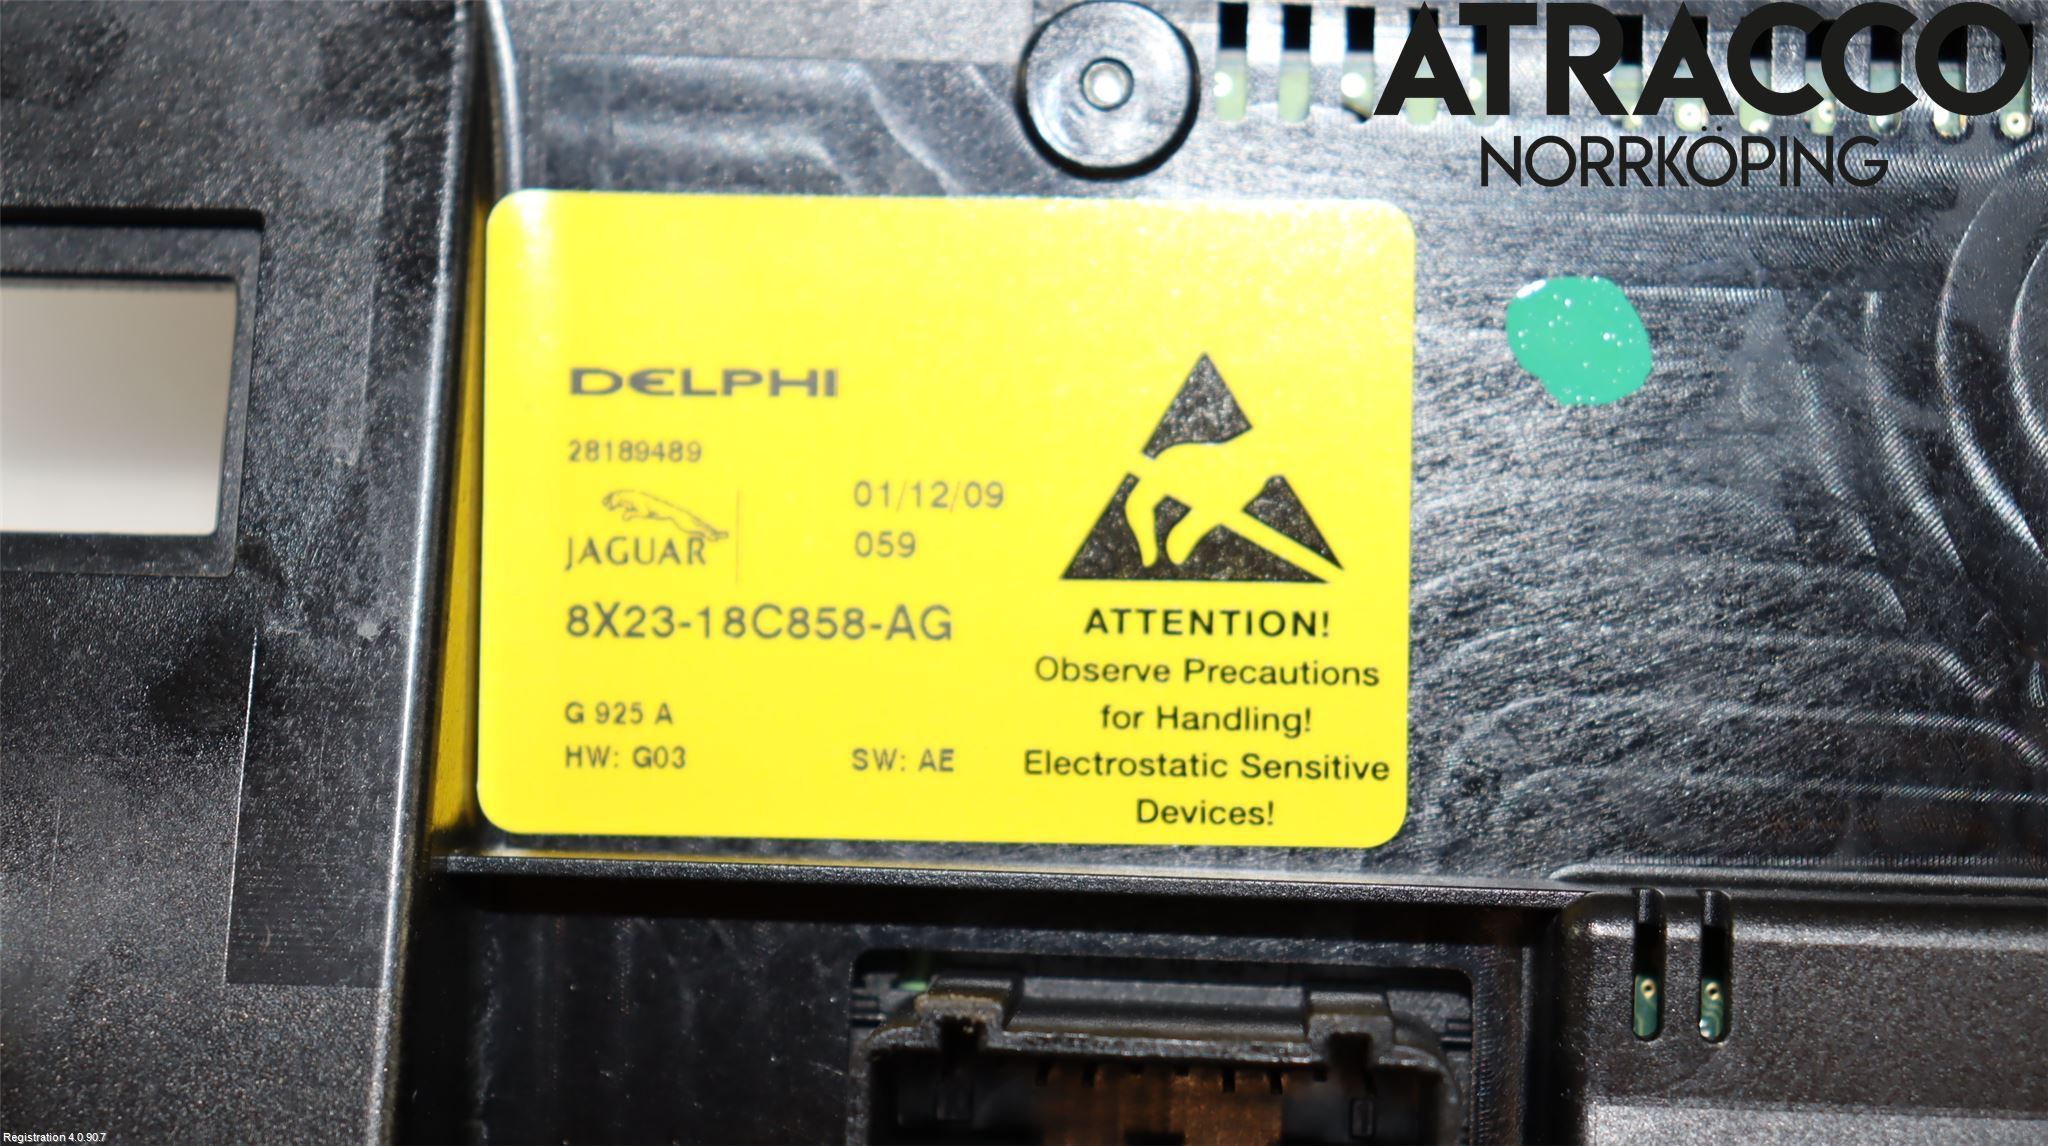 ATRACCO
NORRKÖPING
DELPHI
28189489
JAGUAR
01/12/09
059
8X23-18C858-AG
G 925 A
HW: G03
SW: AE
ATTENTION!
Observe Precautions
for Handling!
Electrostatic Sensitive
Devices!
Registration 4.0.90.7